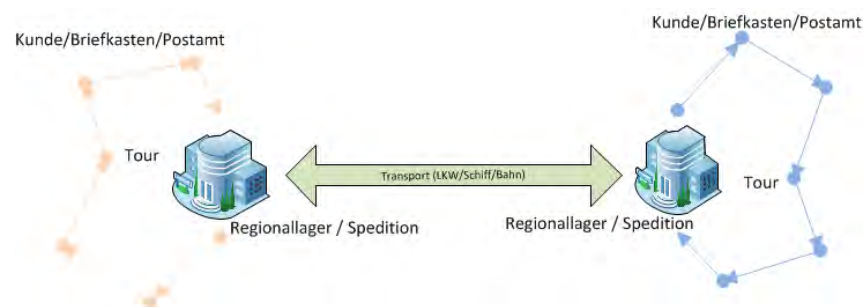 Kunde/Briefkasten/Postamt
Kunde/Briefkasten/Postamt
Tour
Transport (LKW/Schiff/Bahn)
Tour
Regionallager / Spedition
Regionallager / Spedition